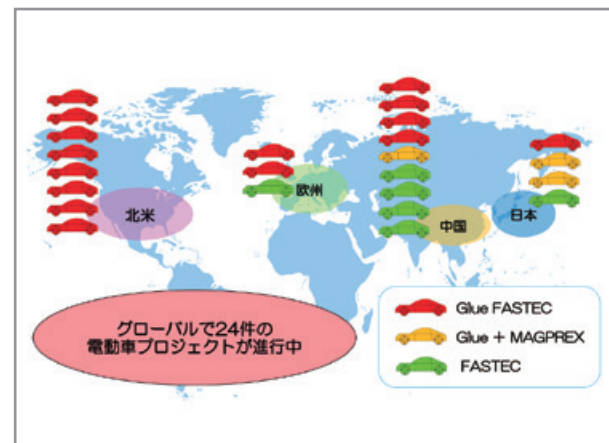 北米
欧州
中国
日本
グローバルで24件の
電動車プロジェクトが進行中
Glue FASTEC
Glue + MAGPREX
FASTEC